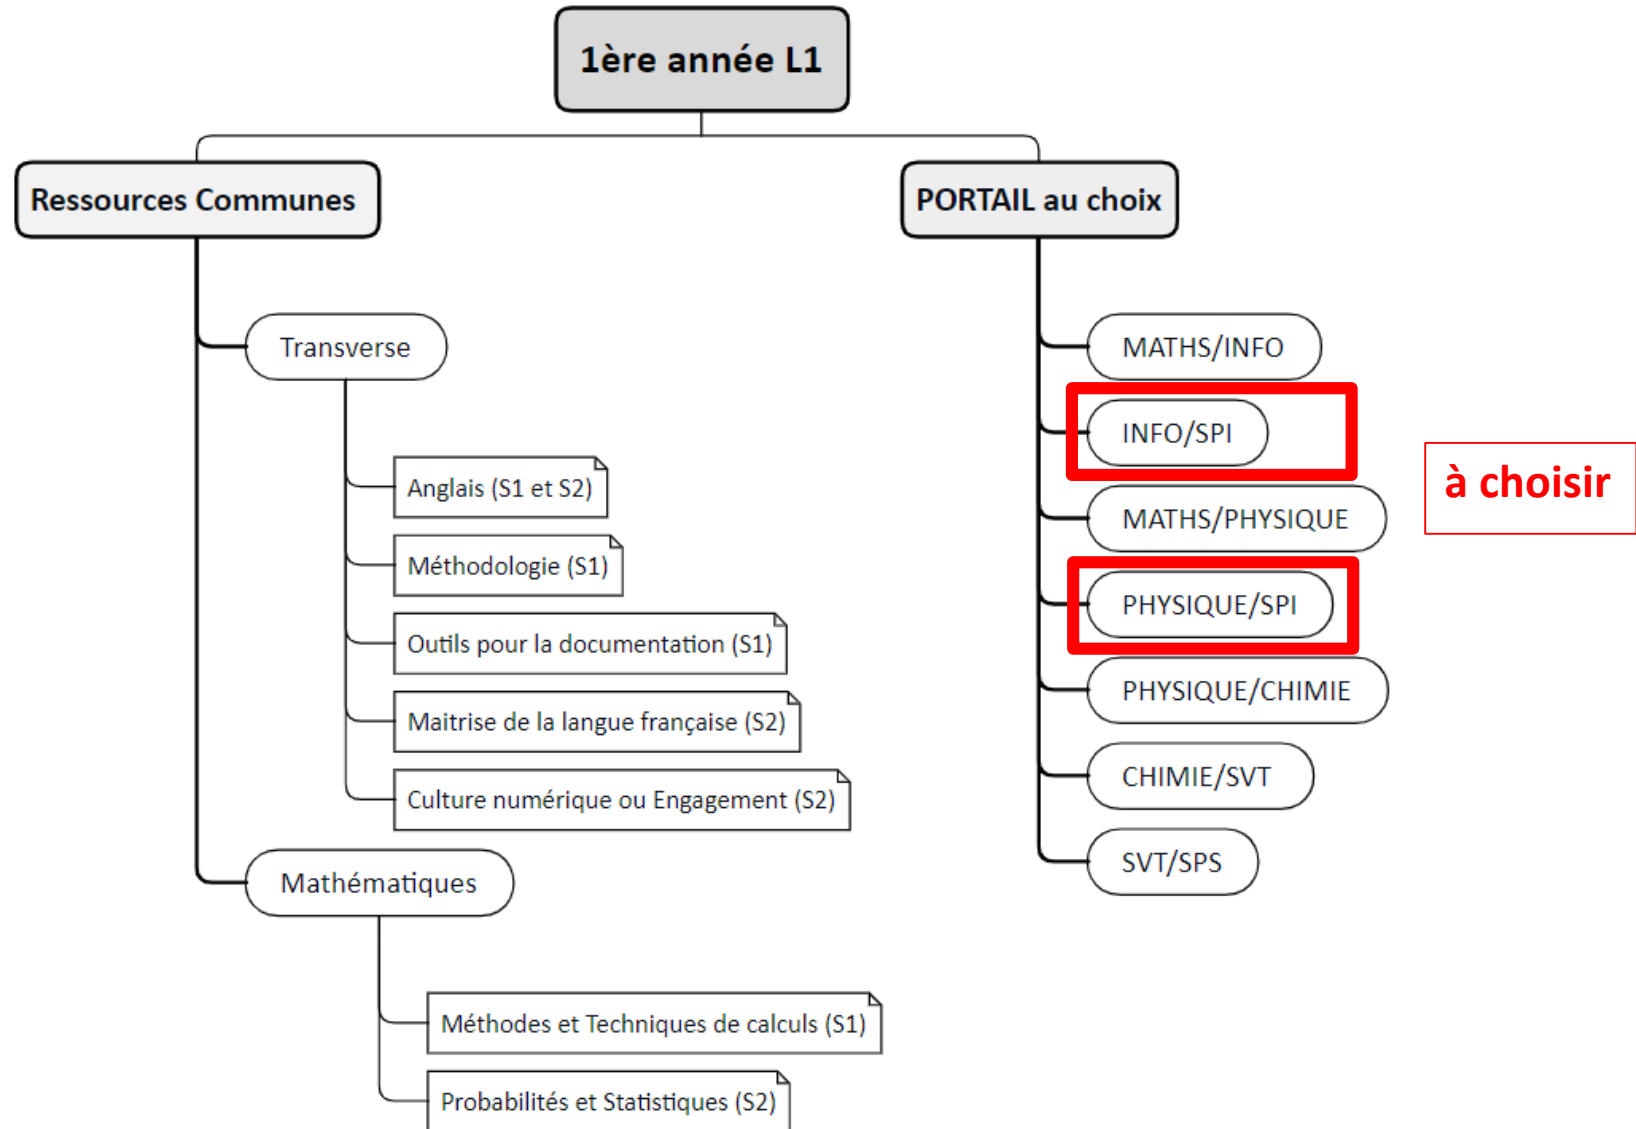 1ère année L1
Ressources Communes
PORTAIL au choix
Transverse
Anglais (S1 et S2)
Méthodologie (S1)
Outils pour la documentation (S1)
Maitrise de la langue française (S2)
Culture numérique ou Engagement (S2)
Mathématiques
Méthodes et Techniques de calculs (S1)
Probabilités et Statistiques (S2)
MATHS/INFO
INFO/SPI
MATHS/PHYSIQUE
PHYSIQUE/SPI
PHYSIQUE/CHIMIE
CHIMIE/SVT
SVT/SPS
à choisir